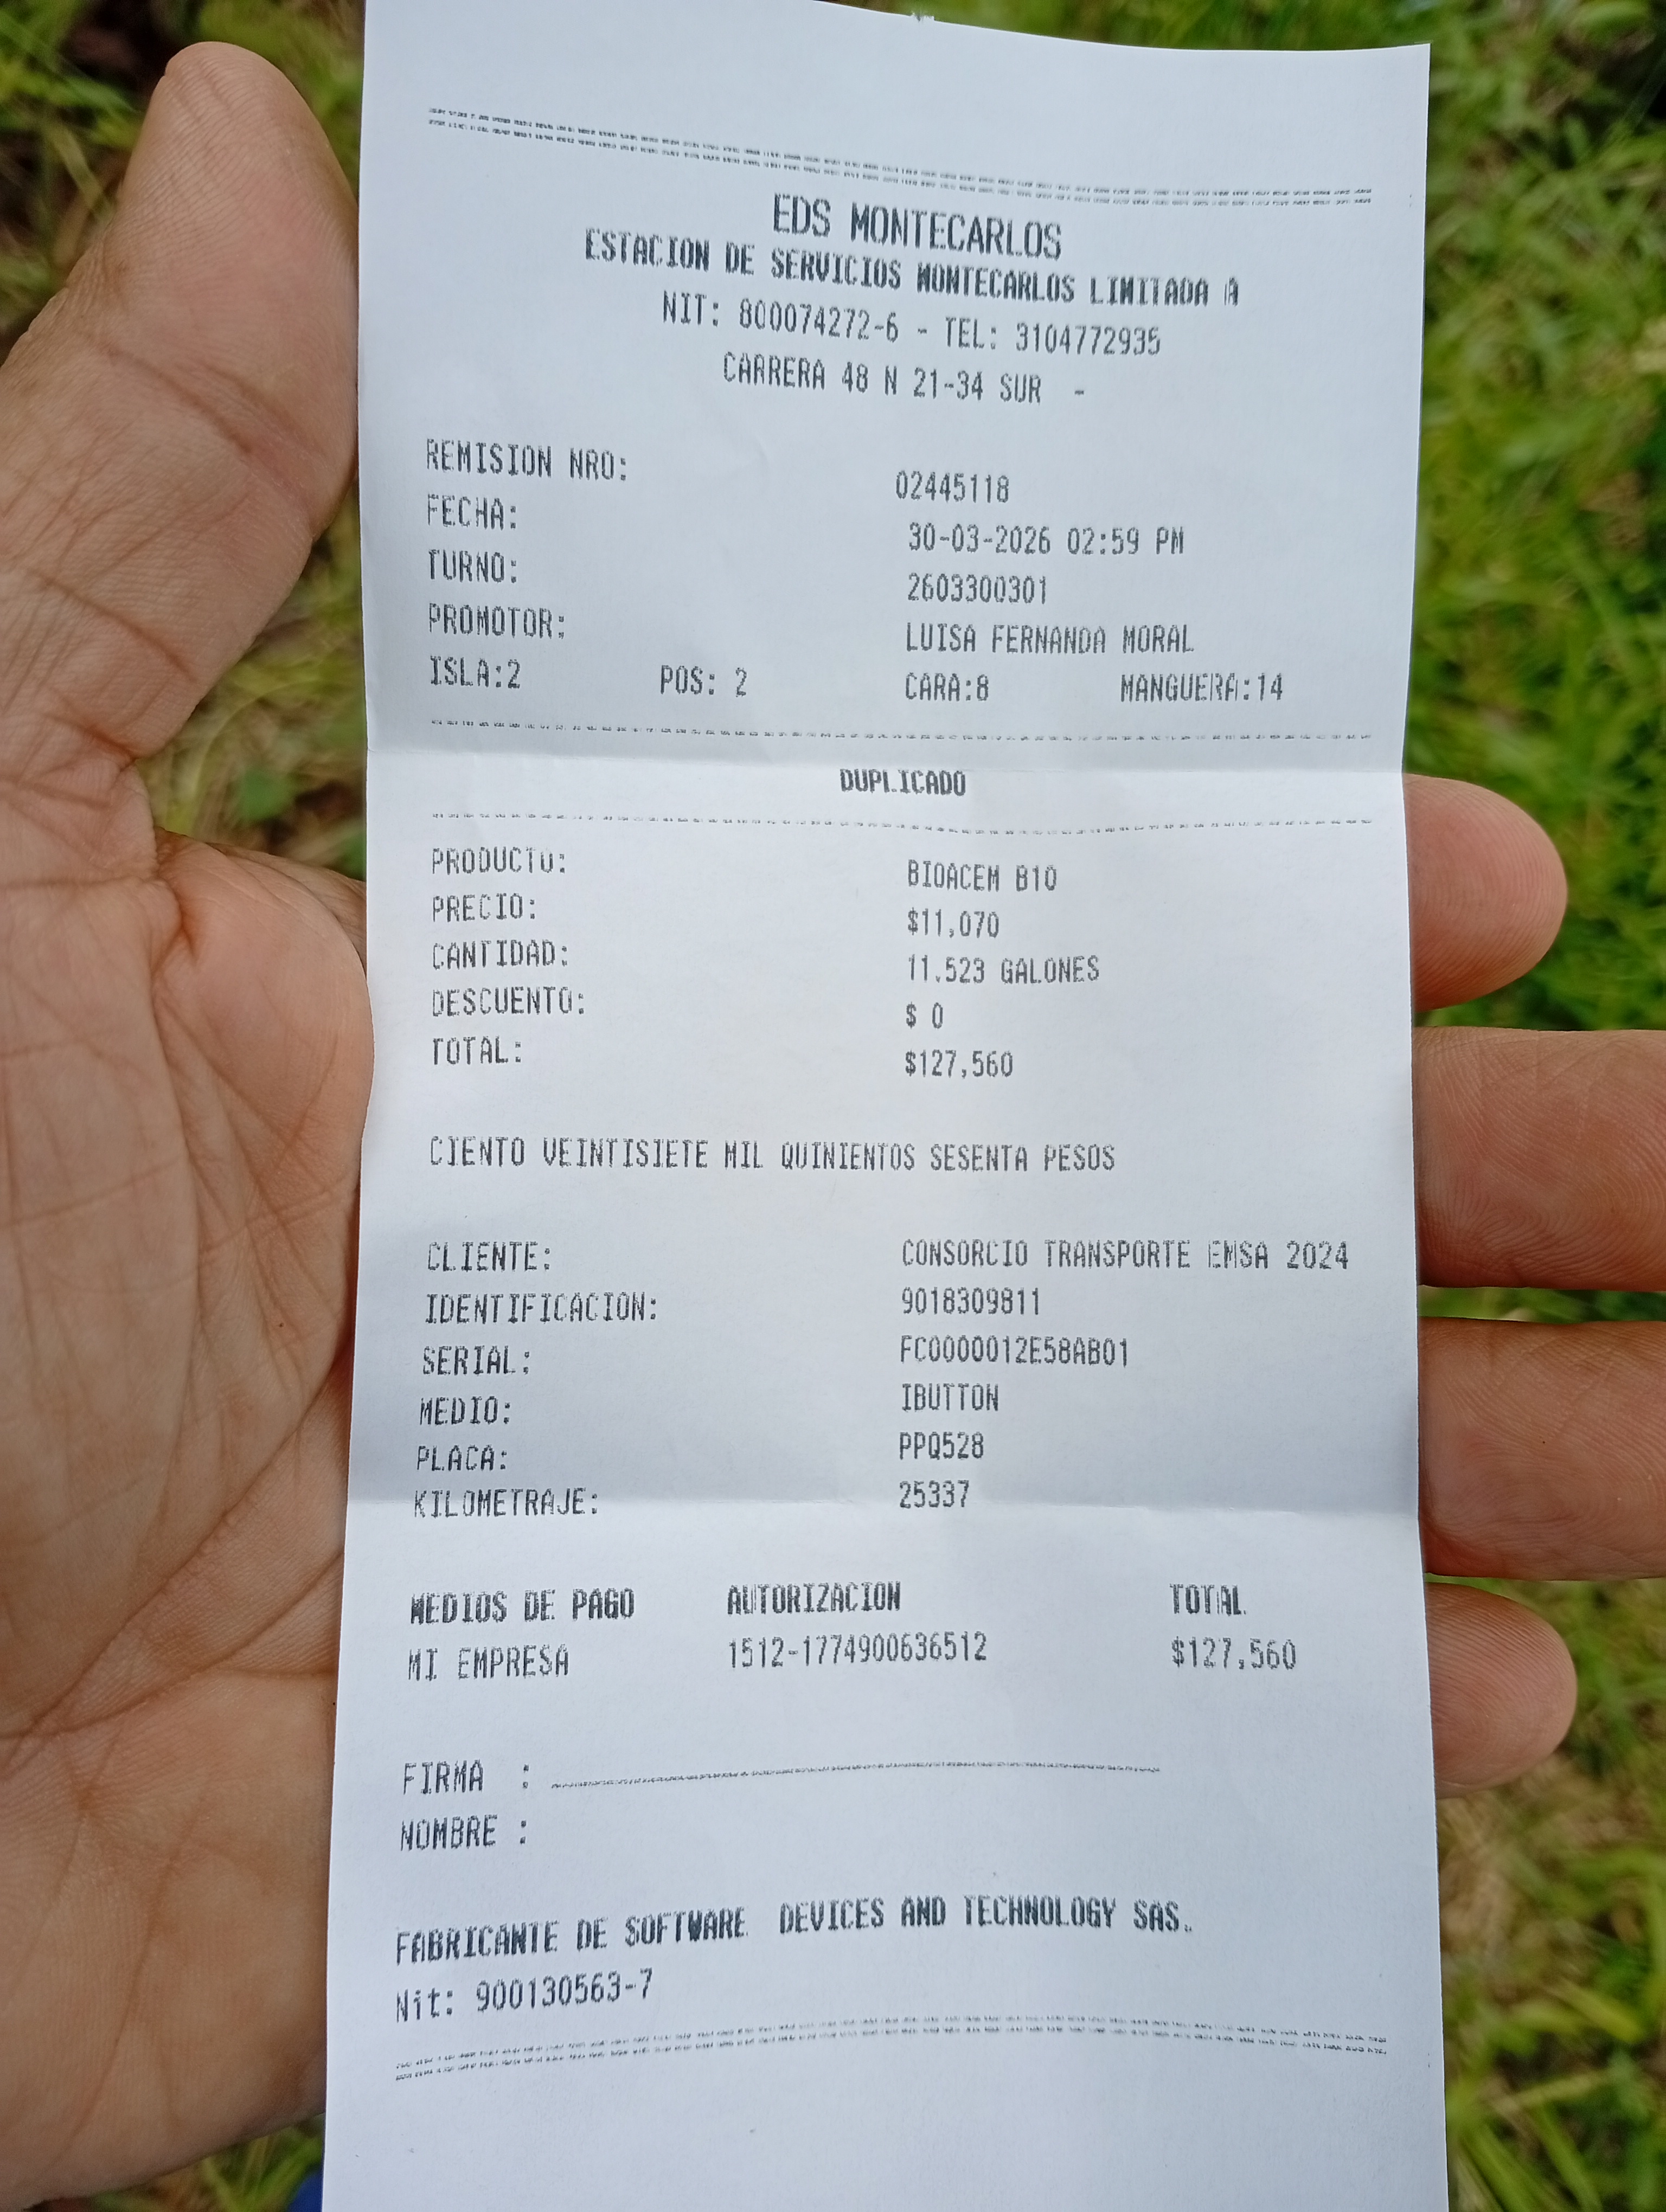 EDS MONTECARLOS
ESTACION DE SERVICIOS MONTECARLOS LIMITADA A
NIT: 800074272-6 - TEL: 3104772935
CARRERA 48 N 21-34 SUR -
REMISION NRO: 02445118
FECHA: 30-03-2026 02:59 PM
TURNO: 2603300301
PROMOTOR: LUISA FERNANDA MORAL
ISLA:2 POS: 2 CARA:8 MANGUERA:14
DUPLICADO
PRODUCTO: BIOACEM B10
PRECIO: $11,070
CANTIDAD: 11.523 GALONES
DESCUENTO: $ 0
TOTAL: $127,560
CIENTO VEINTISIETE MIL QUINIENTOS SESENTA PESOS
CLIENTE: CONSORCIO TRANSPORTE EMSA 2024
IDENTIFICACION: 9018309811
SERIAL: FC0000012E58AB01
MEDIO: IBUTTON
PLACA: PPQ528
KILOMETRAJE: 25337
MEDIOS DE PAGO AUTORIZACION TOTAL
MI EMPRESA 1512-1774900636512 $127,560
FIRMA :
NOMBRE :
FABRICANTE DE SOFTWARE DEVICES AND TECHNOLOGY SAS.
Nit: 900130563-7